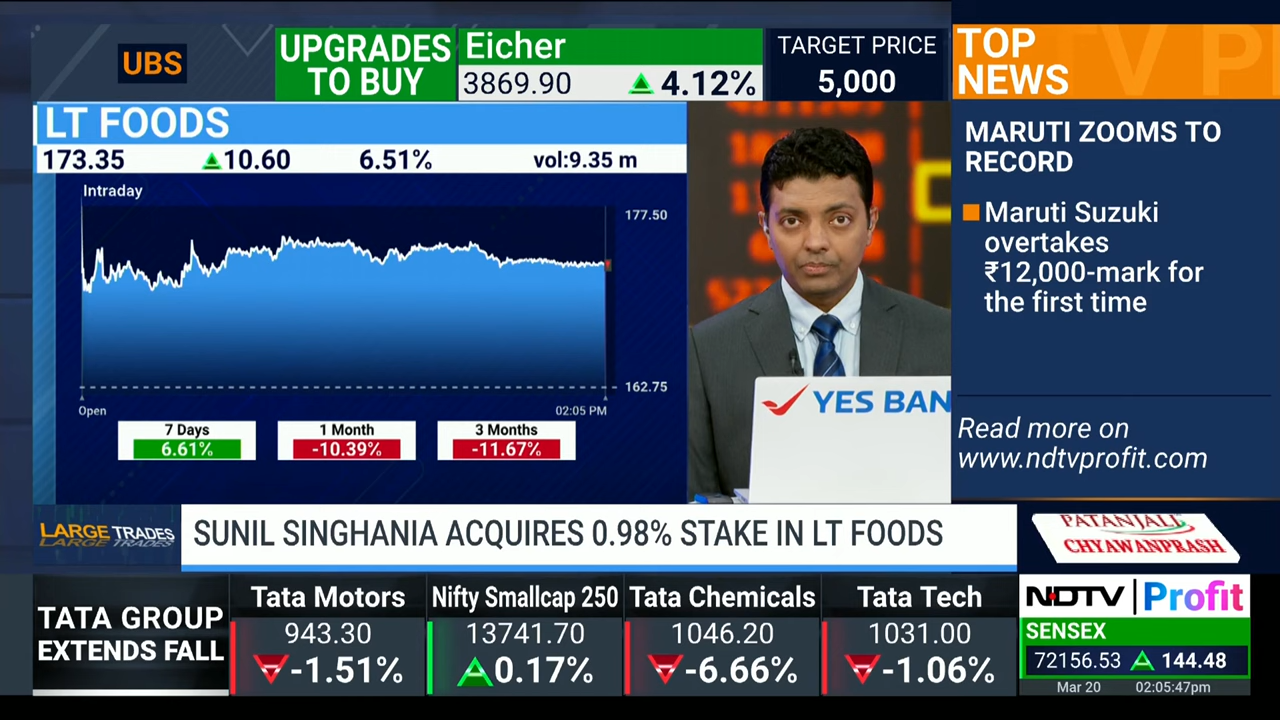 UBS
UPGRADES
TO BUY
Eicher
3869.90 4.12%
TARGET PRICE
5,000
TOP
NEWS
LT FOODS
173.35 10.60 6.51% vol:9.35 m
Intraday
177.50
162.75
Open 02:05 PM
7 Days
6.61%
1 Month
-10.39%
3 Months
-11.67%
YES BAN
MARUTI ZOOMS TO
RECORD
Maruti Suzuki
overtakes
₹12,000-mark for
the first time
Read more on
www.ndtvprofit.com
LARGE TRADES
SUNIL SINGHANIA ACQUIRES 0.98% STAKE IN LT FOODS
PATANJALI
CHYAWANPRASH
TATA GROUP
EXTENDS FALL
Tata Motors
943.30
-1.51%
Nifty Smallcap 250
13741.70
0.17%
Tata Chemicals
1046.20
-6.66%
Tata Tech
1031.00
-1.06%
NDTV Profit
SENSEX
72156.53 144.48
Mar 20 02:05:47pm